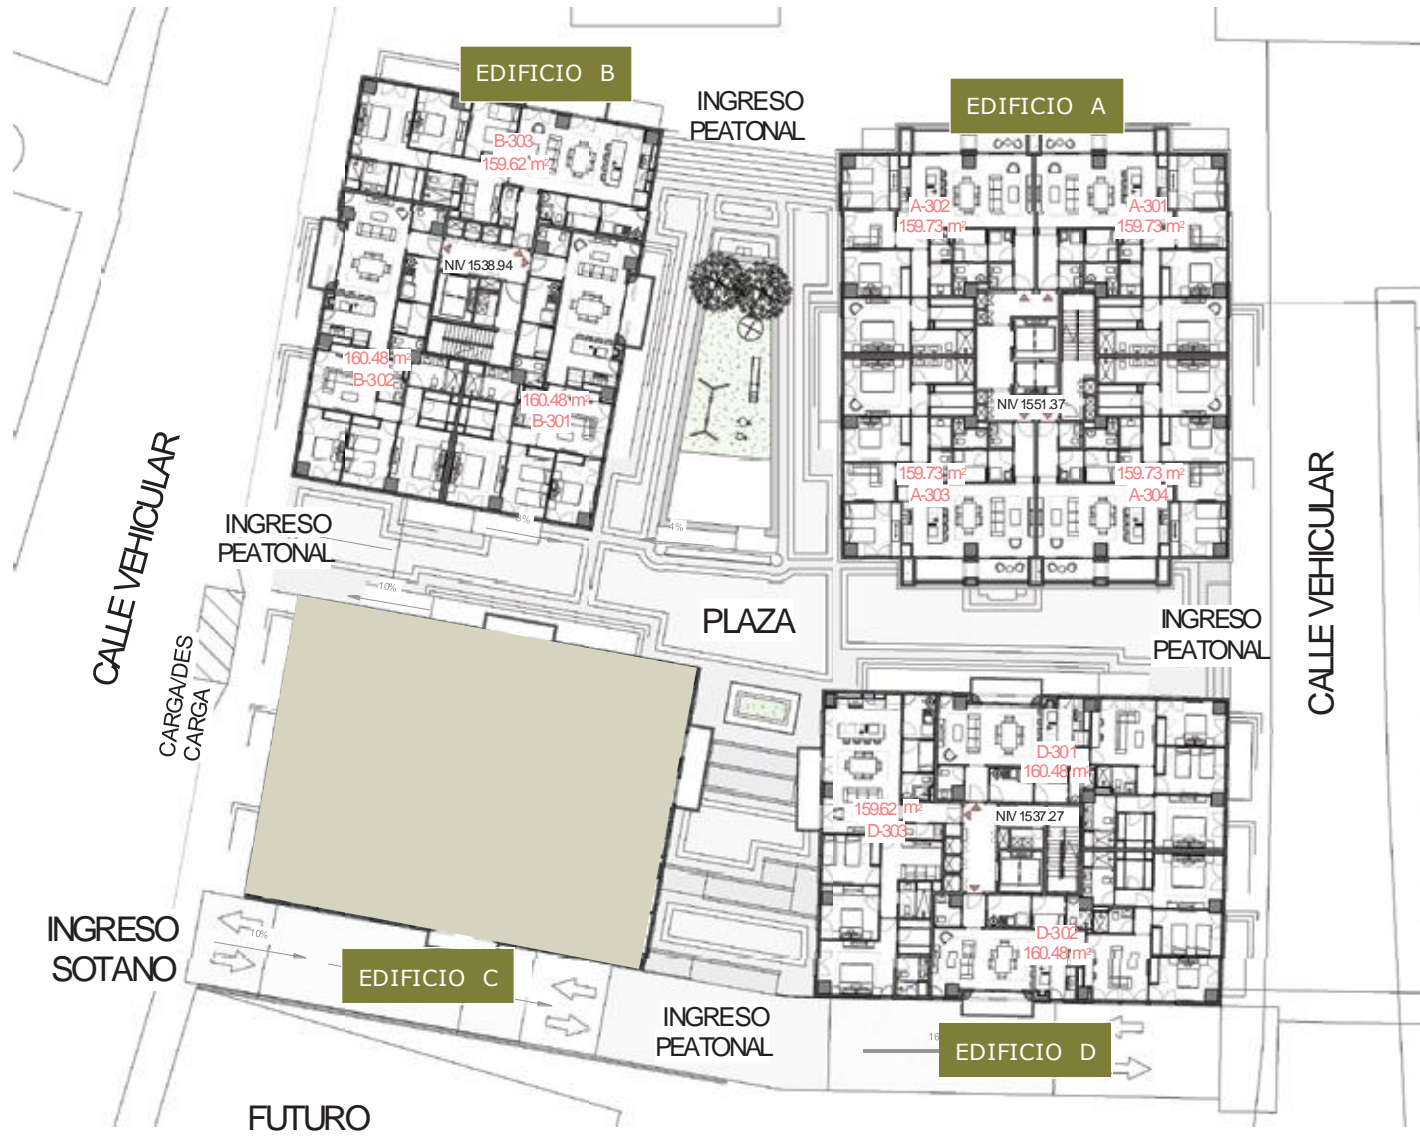 EDIFICIO B
INGRESO
PEATONAL
EDIFICIO A
B-303
159.62 m²
A-302
159.73 m²
A-301
159.73 m²
NIV 1538.94
160.48 m²
B-302
160.48 m²
B-301
NIV 1551.37
159.73 m²
A-303
159.73 m²
A-304
CALLE VEHICULAR
INGRESO
PEATONAL
4%
10%
CALLE VEHICULAR
PLAZA
INGRESO
PEATONAL
CARGA/DES
CARGA
D-301
160.48 m²
159.62 m²
D-303
NIV 1537.27
INGRESO
SOTANO
10%
EDIFICIO C
D-302
160.48 m²
INGRESO
PEATONAL
EDIFICIO D
FUTURO